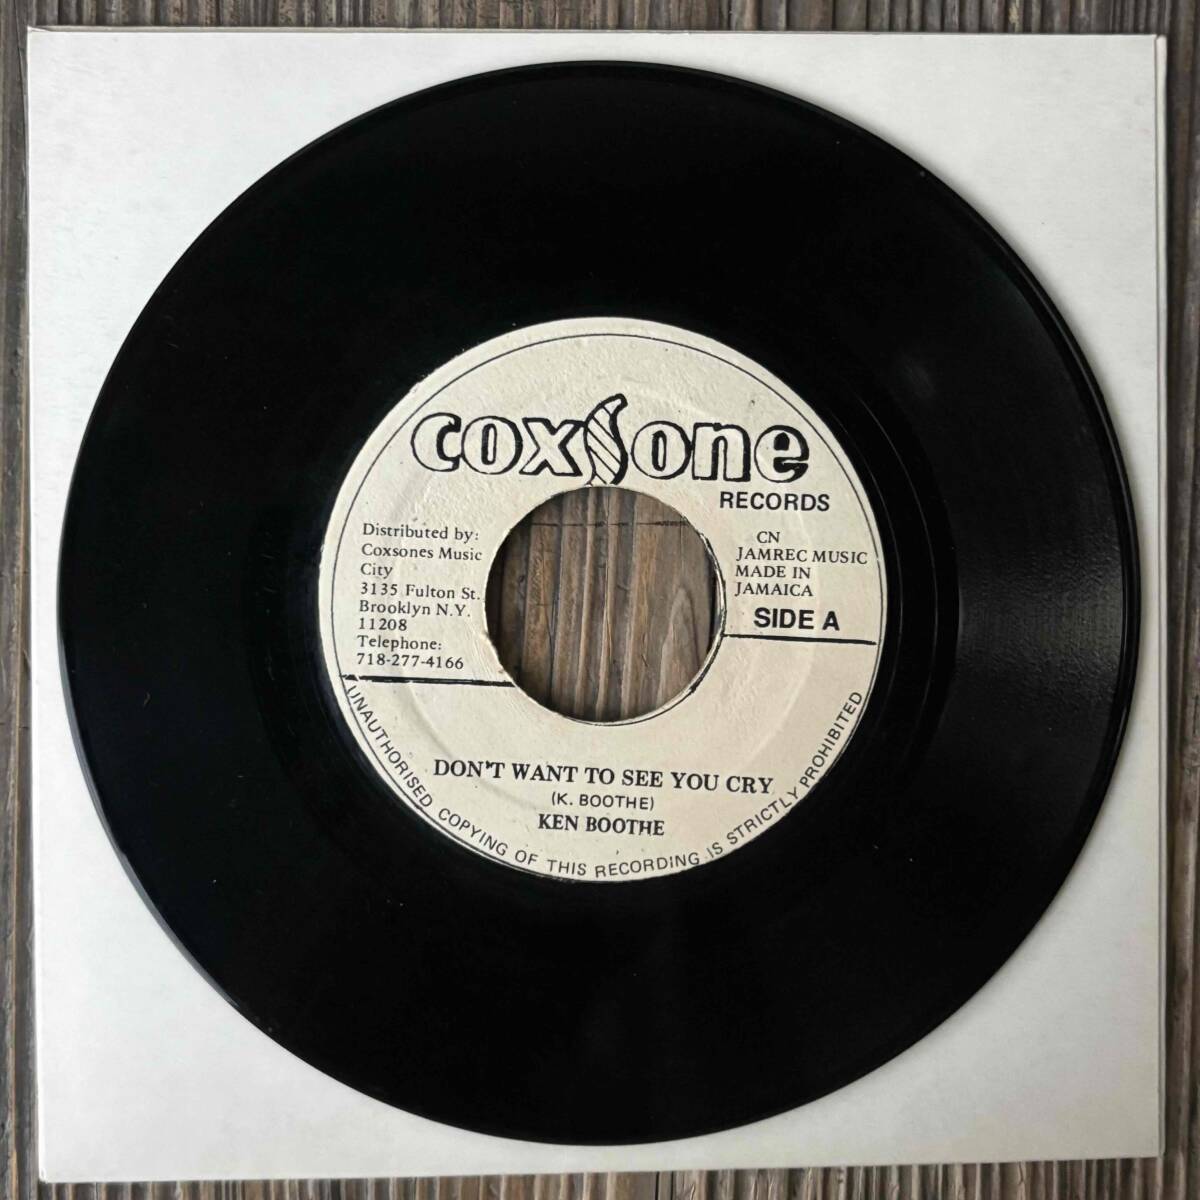 coxsone
RECORDS
Distributed by:
Coxsones Music
City
3135 Fulton St.
Brooklyn N.Y.
11208
Telephone:
718-277-4166
CN
JAMREC MUSIC
MADE IN
JAMAICA
SIDE A
DON'T WANT TO SEE YOU CRY
(K. BOOTHE)
KEN BOOTHE
UNAUTHORISED COPYING OF THIS RECORDING IS STRICTLY PROHIBITED